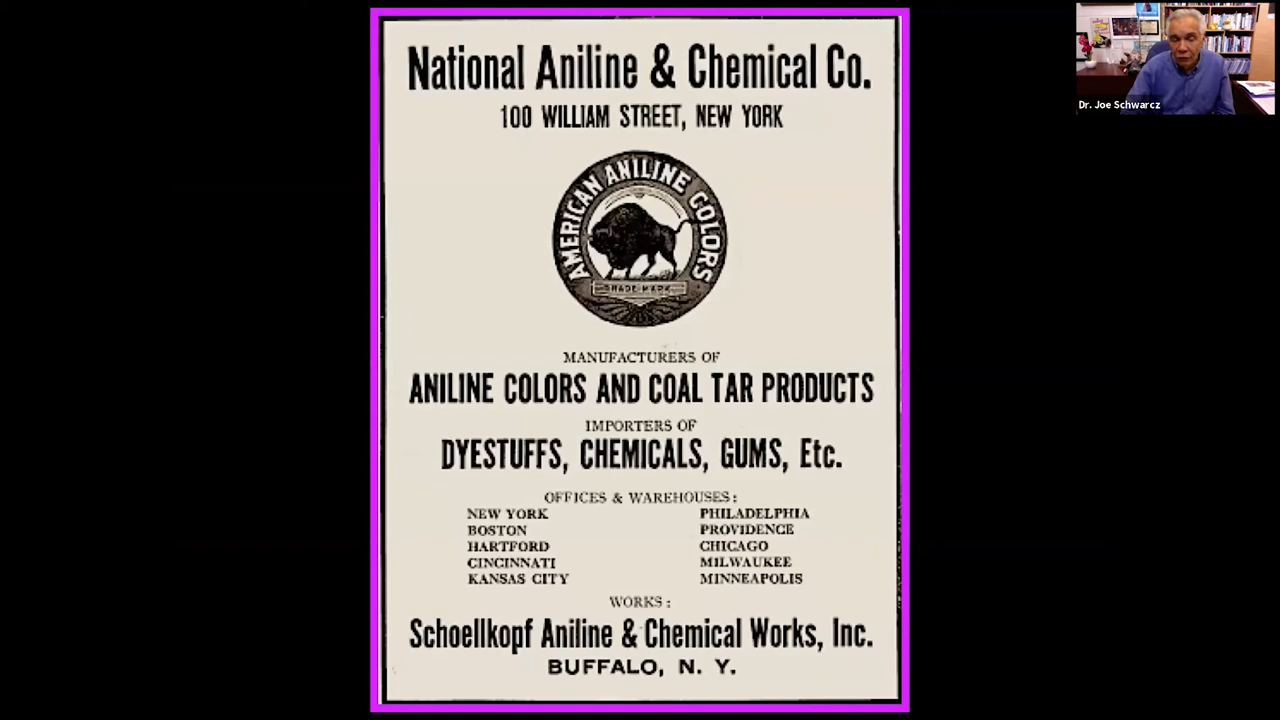 National Aniline & Chemical Co.
100 WILLIAM STREET, NEW YORK
AMERICAN ANILINE COLORS
TRADE MARK
MANUFACTURERS OF
ANILINE COLORS AND COAL TAR PRODUCTS
IMPORTERS OF
DYESTUFFS, CHEMICALS, GUMS, Etc.
OFFICES & WAREHOUSES:
NEW YORK PHILADELPHIA
BOSTON PROVIDENCE
HARTFORD CHICAGO
CINCINNATI MILWAUKEE
KANSAS CITY MINNEAPOLIS
WORKS:
Schoellkopf Aniline & Chemical Works, Inc.
BUFFALO, N. Y.
Dr. Joe Schwarcz